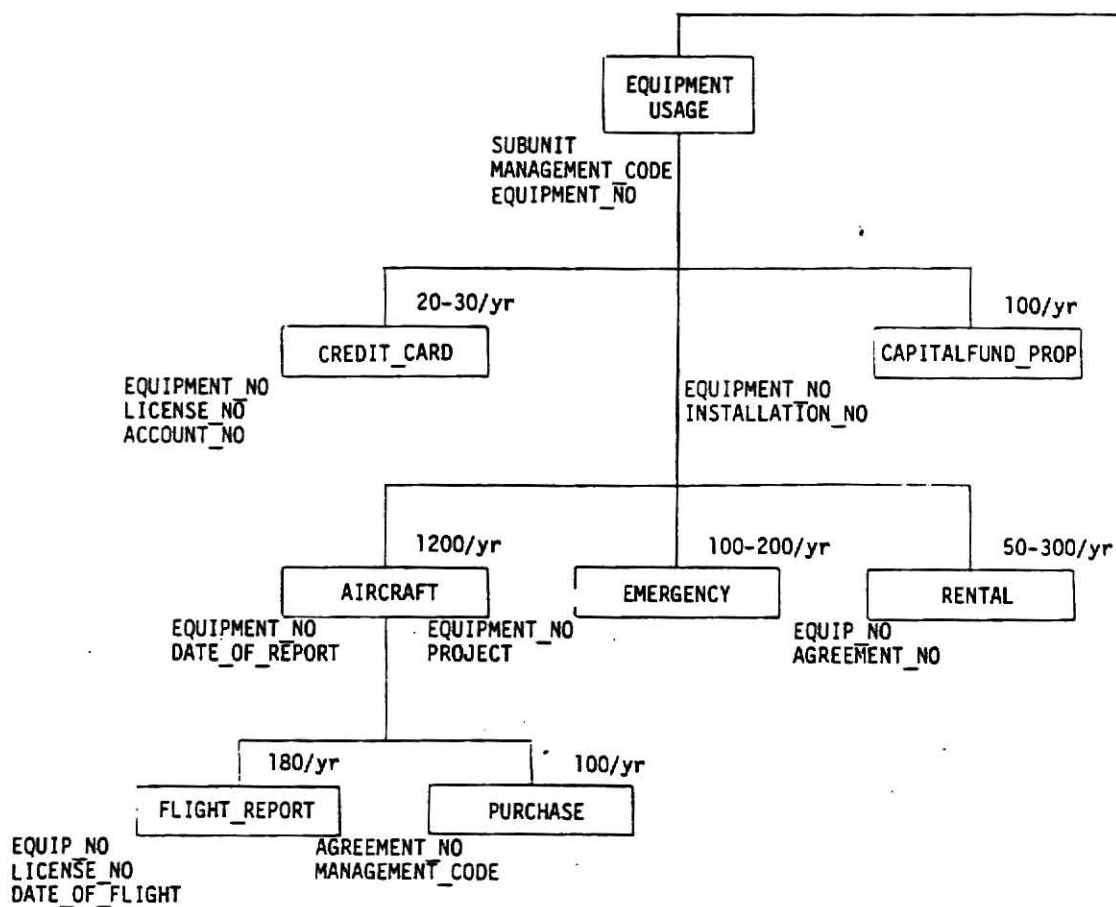 EQUIPMENT
USAGE
SUBUNIT
MANAGEMENT_CODE
EQUIPMENT_NO
20-30/yr
100/yr
CREDIT_CARD
CAPITALFUND_PROP
EQUIPMENT_NO
LICENSE_NO
ACCOUNT_NO
EQUIPMENT_NO
INSTALLATION_NO
1200/yr
100-200/yr
50-300/yr
AIRCRAFT
EMERGENCY
RENTAL
EQUIPMENT_NO
DATE_OF_REPORT
EQUIPMENT_NO
PROJECT
EQUIP_NO
AGREEMENT_NO
180/yr
100/yr
FLIGHT_REPORT
PURCHASE
EQUIP_NO
LICENSE_NO
DATE_OF_FLIGHT
AGREEMENT_NO
MANAGEMENT_CODE